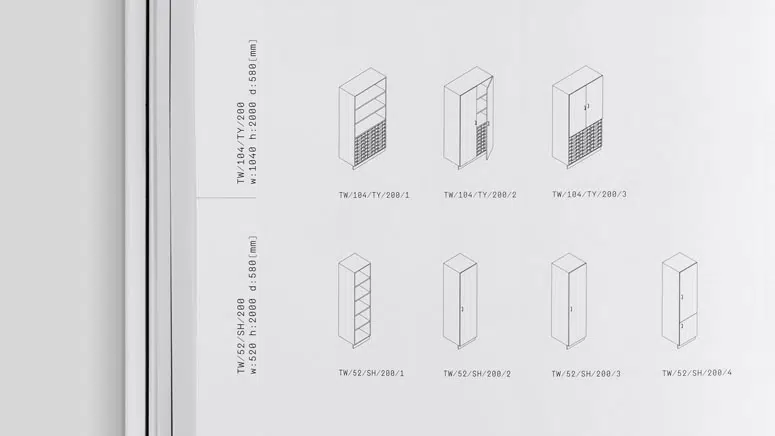 TW/104/TY/200
w:1040 h:2000 d:580[mm]
TW/104/TY/200/1
TW/104/TY/200/2
TW/104/TY/200/3
TW/52/SH/200
w:520 h:2000 d:580[mm]
TW/52/SH/200/1
TW/52/SH/200/2
TW/52/SH/200/3
TW/52/SH/200/4